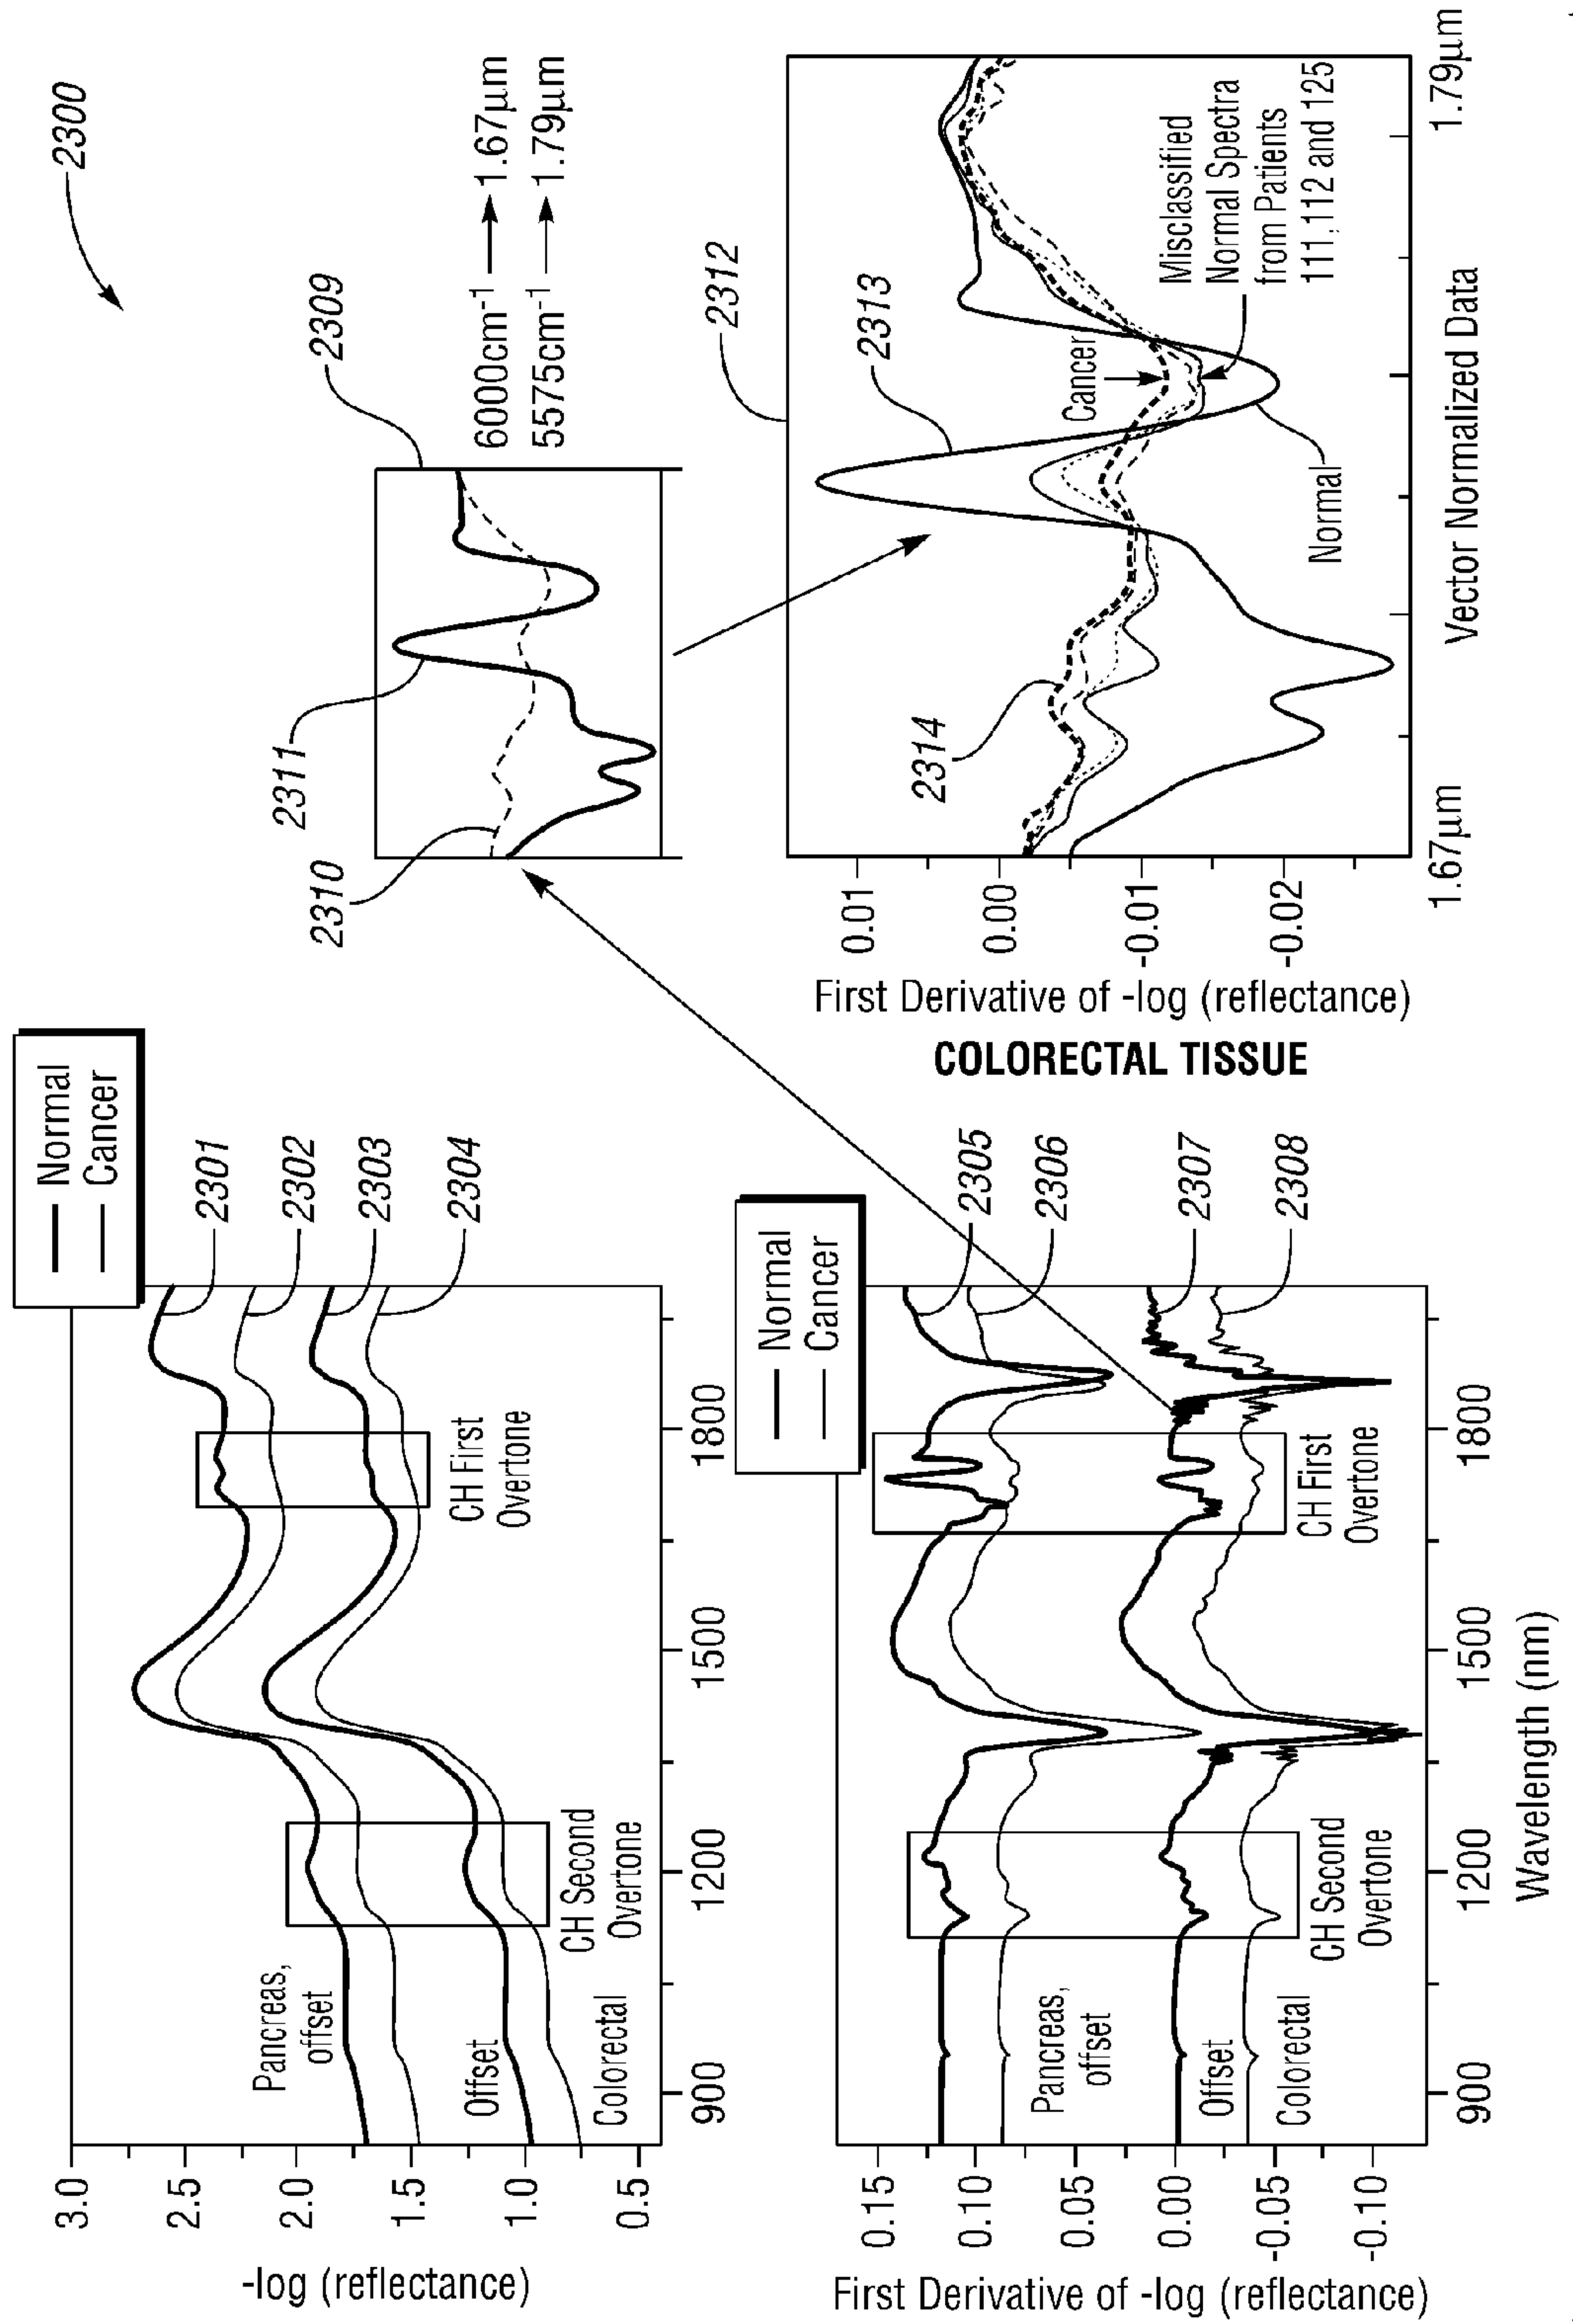 2300
Normal
Cancer
2301
2302
2303
2304
3.0
2.5
2.0
1.5
1.0
0.5
-log (reflectance)
Pancreas,
offset
Offset
Colorectal
CH Second
Overtone
CH First
Overtone
900
1200
1500
1800
2309
2310
2311
6000cm⁻¹ → 1.67µm
5575cm⁻¹ → 1.79µm
Normal
Cancer
2305
2306
2307
2308
0.15
0.10
0.05
0.00
-0.05
-0.10
First Derivative of -log (reflectance)
Pancreas,
offset
Offset
Colorectal
CH Second
Overtone
CH First
Overtone
900
1200
1500
1800
Wavelength (nm)
2312
2313
2314
0.01
0.00
-0.01
-0.02
First Derivative of -log (reflectance)
COLORECTAL TISSUE
Cancer
Misclassified
Normal Spectra
from Patients
111,112 and 125
Normal
1.67µm
1.79µm
Vector Normalized Data